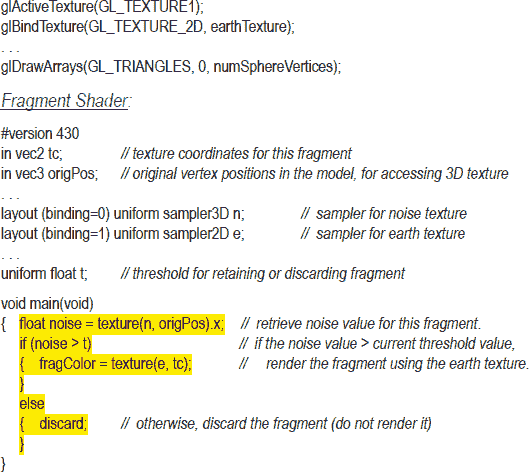 glActiveTexture(GL_TEXTURE1);
glBindTexture(GL_TEXTURE_2D, earthTexture);
. . .
glDrawArrays(GL_TRIANGLES, 0, numSphereVertices);
Fragment Shader:
#version 430
in vec2 tc; // texture coordinates for this fragment
in vec3 origPos; // original vertex positions in the model, for accessing 3D texture
. . .
layout (binding=0) uniform sampler3D n; // sampler for noise texture
layout (binding=1) uniform sampler2D e; // sampler for earth texture
. . .
uniform float t; // threshold for retaining or discarding fragment
void main(void)
{ float noise = texture(n, origPos).x; // retrieve noise value for this fragment.
if (noise > t) // if the noise value > current threshold value,
{ fragColor = texture(e, tc); // render the fragment using the earth texture.
}
else
{ discard; // otherwise, discard the fragment (do not render it)
}
}